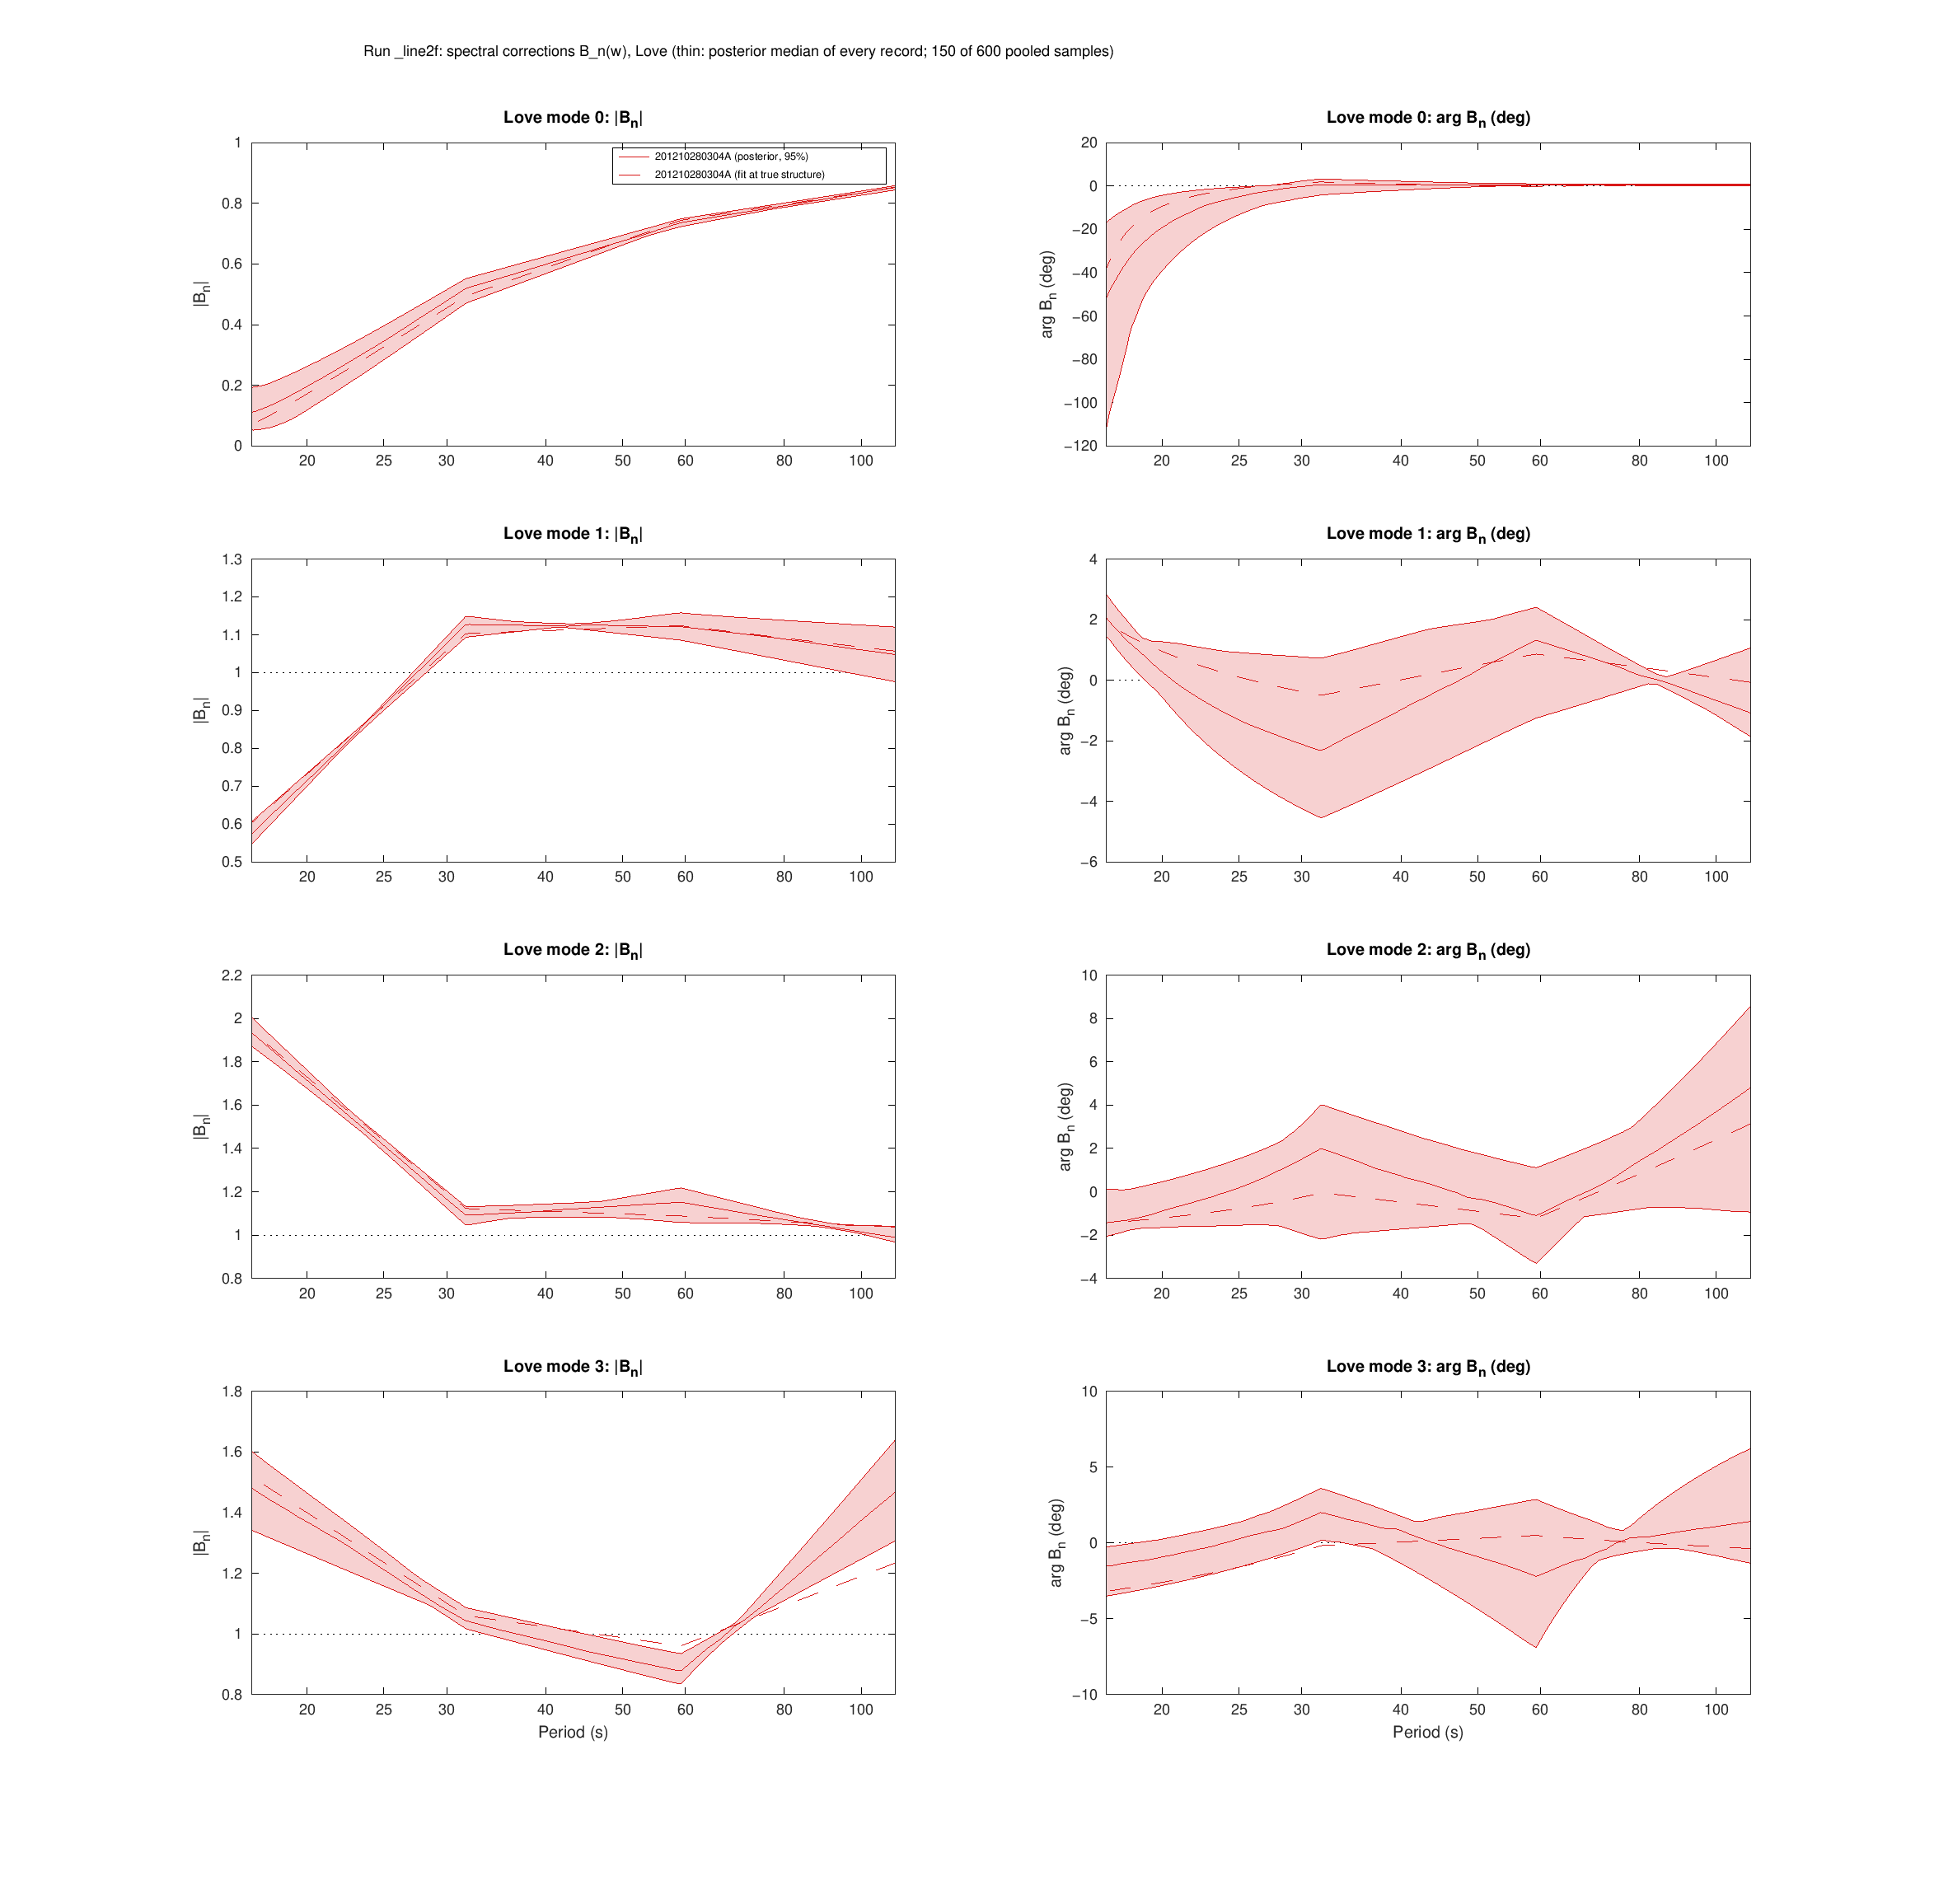 Run _line2f: spectral corrections B_n(w), Love (thin: posterior median of every record; 150 of 600 pooled samples)
Love mode 0: |Bn|
Love mode 0: arg Bn (deg)
201210280304A (posterior, 95%)
201210280304A (fit at true structure)
|Bn|
1
0.8
0.6
0.4
0.2
0
20 25 30 40 50 60 80 100
arg Bn (deg)
20
0
−20
−40
−60
−80
−100
−120
20 25 30 40 50 60 80 100
Love mode 1: |Bn|
Love mode 1: arg Bn (deg)
|Bn|
1.3
1.2
1.1
1
0.9
0.8
0.7
0.6
0.5
20 25 30 40 50 60 80 100
arg Bn (deg)
4
2
0
−2
−4
−6
20 25 30 40 50 60 80 100
Love mode 2: |Bn|
Love mode 2: arg Bn (deg)
|Bn|
2.2
2
1.8
1.6
1.4
1.2
1
0.8
20 25 30 40 50 60 80 100
arg Bn (deg)
10
8
6
4
2
0
−2
−4
20 25 30 40 50 60 80 100
Love mode 3: |Bn|
Love mode 3: arg Bn (deg)
|Bn|
1.8
1.6
1.4
1.2
1
0.8
20 25 30 40 50 60 80 100
Period (s)
arg Bn (deg)
10
5
0
−5
−10
20 25 30 40 50 60 80 100
Period (s)